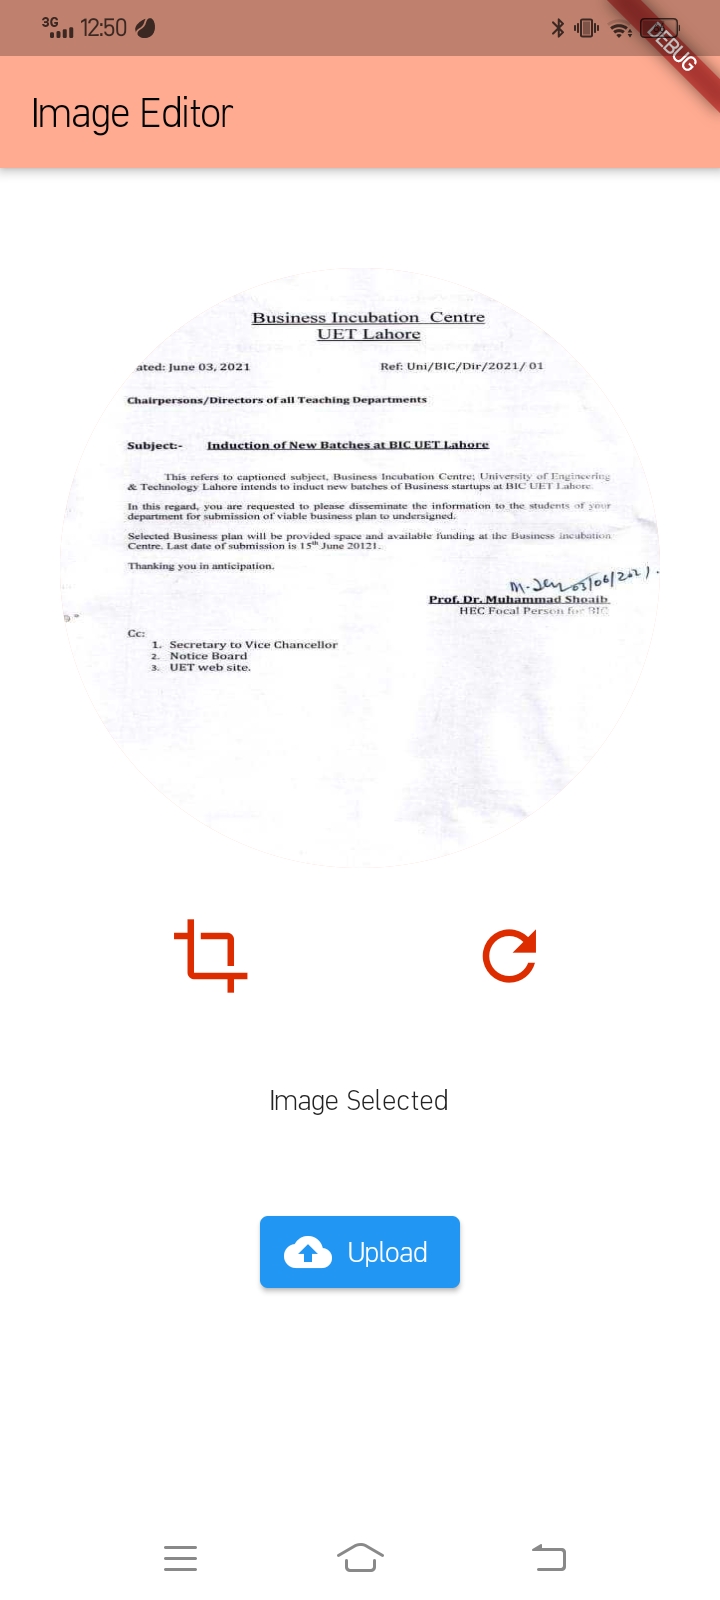 3G 12:50
DEBUG
Image Editor
Business Incubation Centre
UET Lahore
ated: June 03, 2021 Ref: Uni/BIC/Dir/2021/ 01
Chairpersons/Directors of all Teaching Departments
Subject:- Induction of New Batches at BIC UET Lahore
This refers to captioned subject, Business Incubation Centre; University of Engineering
& Technology Lahore intends to induct new batches of Business startups at BIC UET Lahore.
In this regard, you are requested to please disseminate the information to the students of your
department for submission of viable business plan to undersigned.
Selected Business plan will be provided space and available funding at the Business incubation
Centre. Last date of submission is 15th June 20121.
Thanking you in anticipation.
03/06/2021.
Prof. Dr. Muhammad Shoaib
HEC Focal Person for BIC
Cc:
1. Secretary to Vice Chancellor
2. Notice Board
3. UET web site.
Image Selected
Upload